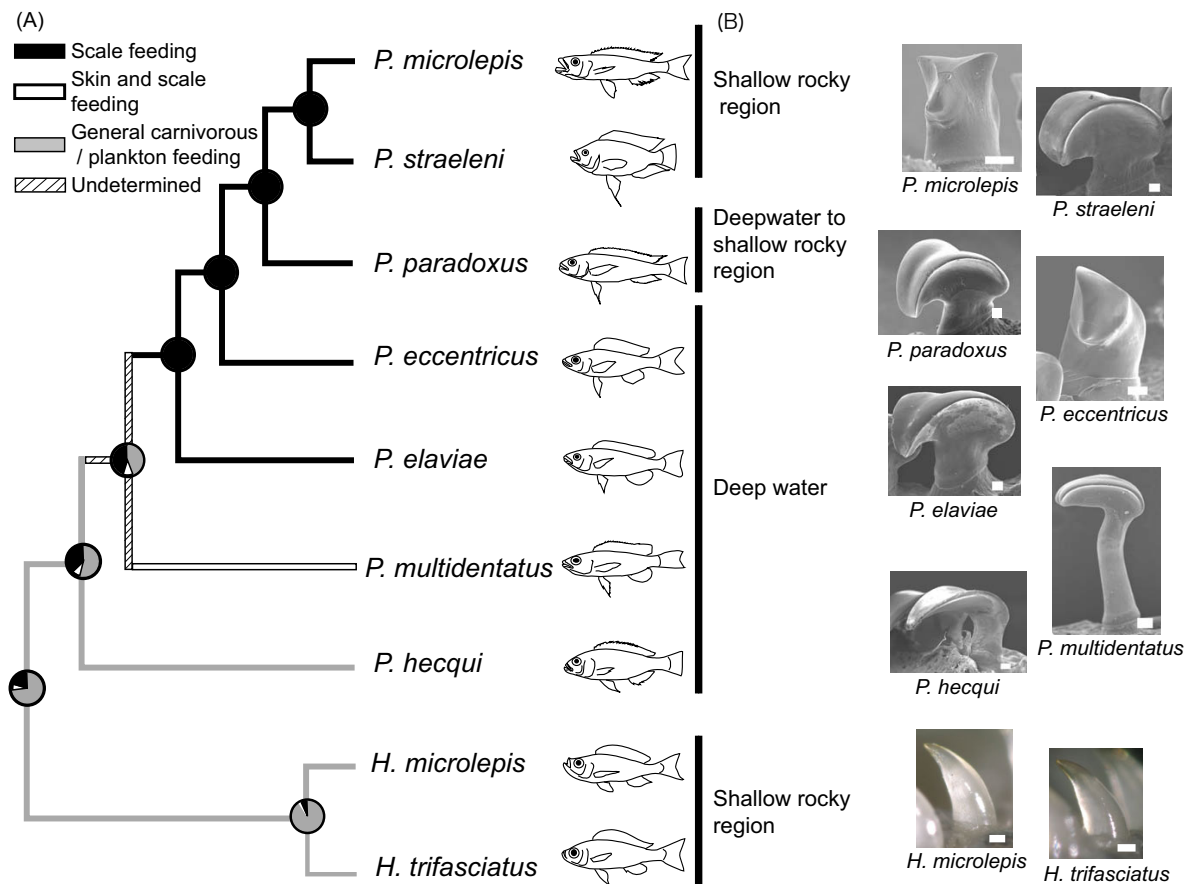 (A)
Scale feeding
Skin and scale
feeding
General carnivorous
/ plankton feeding
Undetermined
P. microlepis
P. straeleni
P. paradoxus
P. eccentricus
P. elaviae
P. multidentatus
P. hecqui
H. microlepis
H. trifasciatus
Shallow rocky
region
Deepwater to
shallow rocky
region
Deep water
Shallow rocky
region
(B)
P. microlepis
P. straeleni
P. paradoxus
P. eccentricus
P. elaviae
P. multidentatus
P. hecqui
H. microlepis
H. trifasciatus